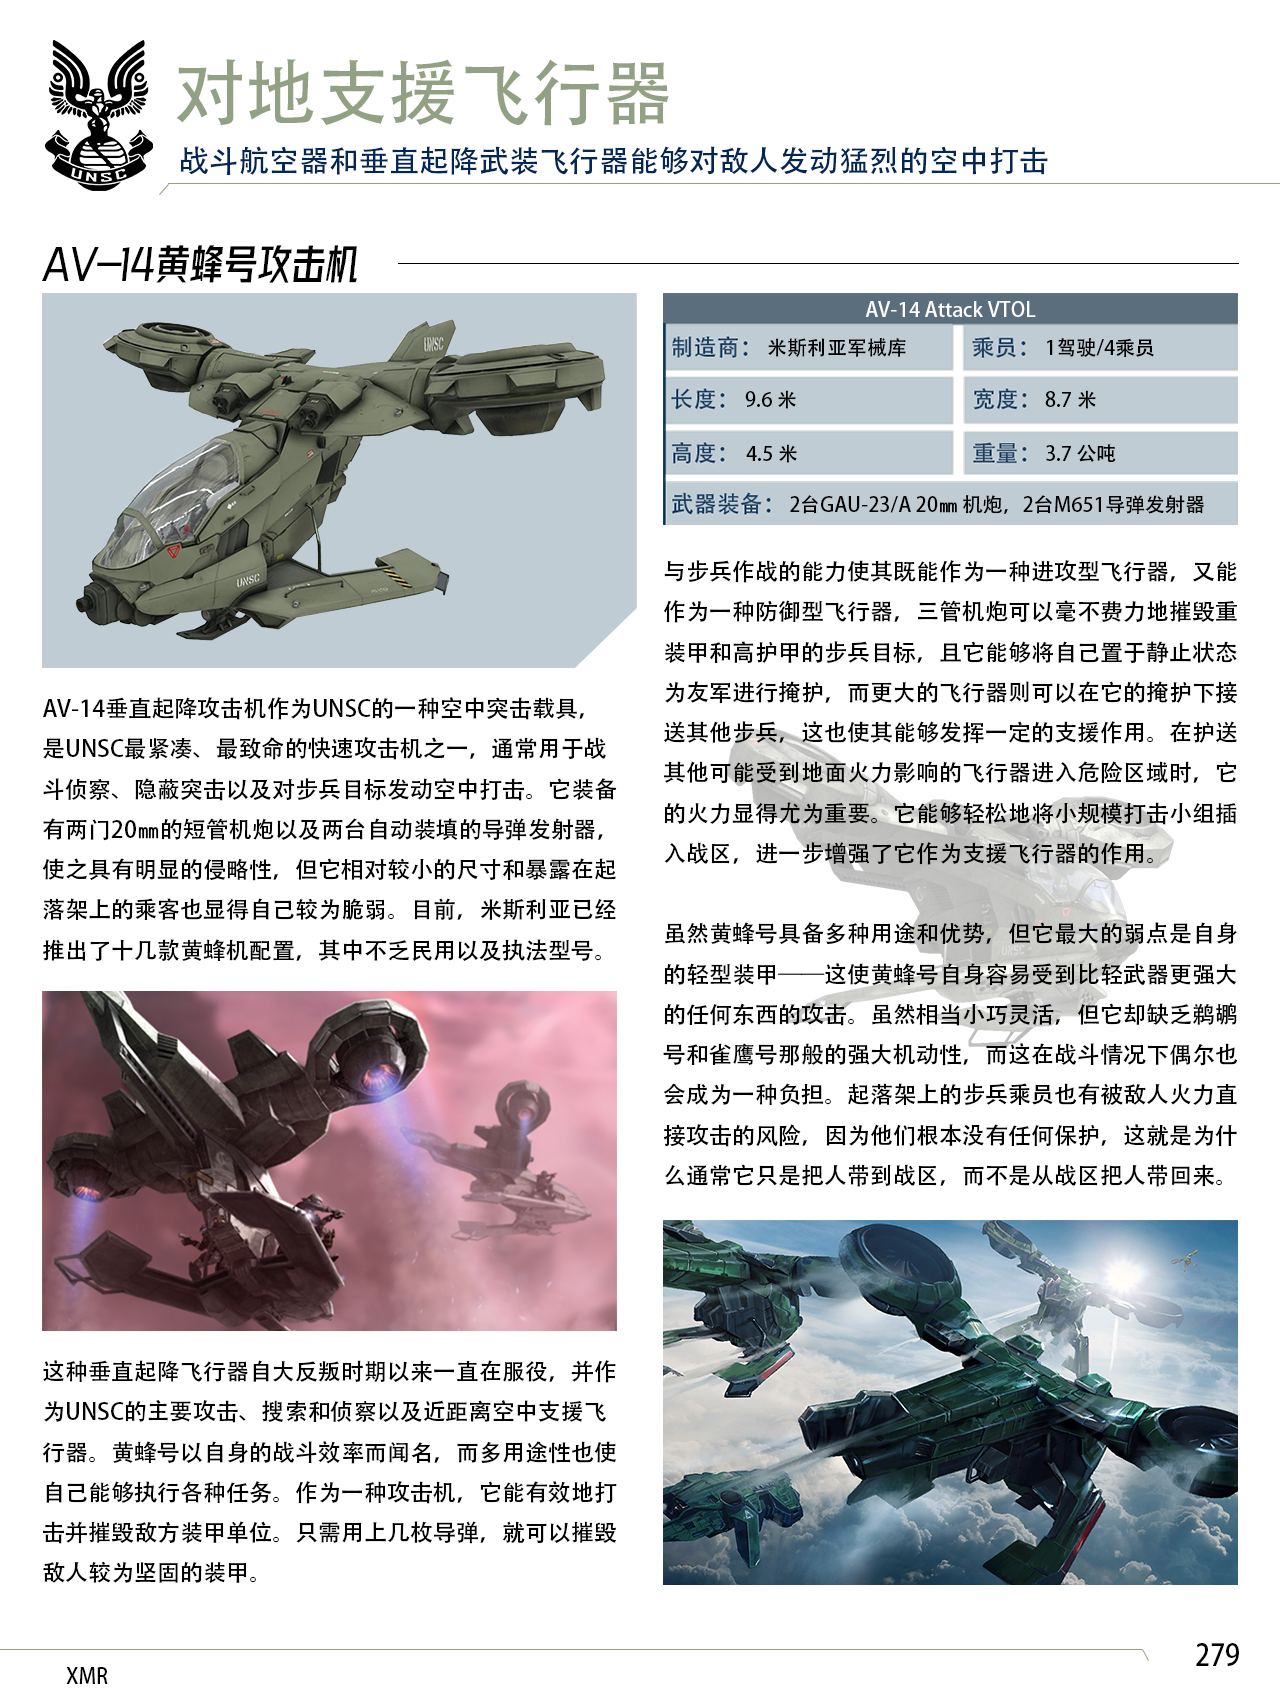 UNSC
对地支援飞行器
战斗航空器和垂直起降武装飞行器能够对敌人发动猛烈的空中打击
AV-14黄蜂号攻击机
UNSC
UNSC
AV-14垂直起降攻击机作为UNSC的一种空中突击载具，
是UNSC最紧凑、最致命的快速攻击机之一，通常用于战
斗侦察、隐蔽突击以及对步兵目标发动空中打击。它装备
有两门20㎜的短管机炮以及两台自动装填的导弹发射器，
使之具有明显的侵略性，但它相对较小的尺寸和暴露在起
落架上的乘客也显得自己较为脆弱。目前，米斯利亚已经
推出了十几款黄蜂机配置，其中不乏民用以及执法型号。
这种垂直起降飞行器自大反叛时期以来一直在服役，并作
为UNSC的主要攻击、搜索和侦察以及近距离空中支援飞
行器。黄蜂号以自身的战斗效率而闻名，而多用途性也使
自己能够执行各种任务。作为一种攻击机，它能有效地打
击并摧毁敌方装甲单位。只需用上几枚导弹，就可以摧毁
敌人较为坚固的装甲。
AV-14 Attack VTOL
制造商： 米斯利亚军械库
乘员： 1驾驶/4乘员
长度： 9.6 米
宽度： 8.7 米
高度： 4.5 米
重量： 3.7 公吨
武器装备： 2台GAU-23/A 20㎜ 机炮，2台M651导弹发射器
与步兵作战的能力使其既能作为一种进攻型飞行器，又能
作为一种防御型飞行器，三管机炮可以毫不费力地摧毁重
装甲和高护甲的步兵目标，且它能够将自己置于静止状态
为友军进行掩护，而更大的飞行器则可以在它的掩护下接
送其他步兵，这也使其能够发挥一定的支援作用。在护送
其他可能受到地面火力影响的飞行器进入危险区域时，它
的火力显得尤为重要。它能够轻松地将小规模打击小组插
入战区，进一步增强了它作为支援飞行器的作用。
虽然黄蜂号具备多种用途和优势，但它最大的弱点是自身
的轻型装甲——这使黄蜂号自身容易受到比轻武器更强大
的任何东西的攻击。虽然相当小巧灵活，但它却缺乏鹈鹕
号和雀鹰号那般的强大机动性，而这在战斗情况下偶尔也
会成为一种负担。起落架上的步兵乘员也有被敌人火力直
接攻击的风险，因为他们根本没有任何保护，这就是为什
么通常它只是把人带到战区，而不是从战区把人带回来。
279
XMR